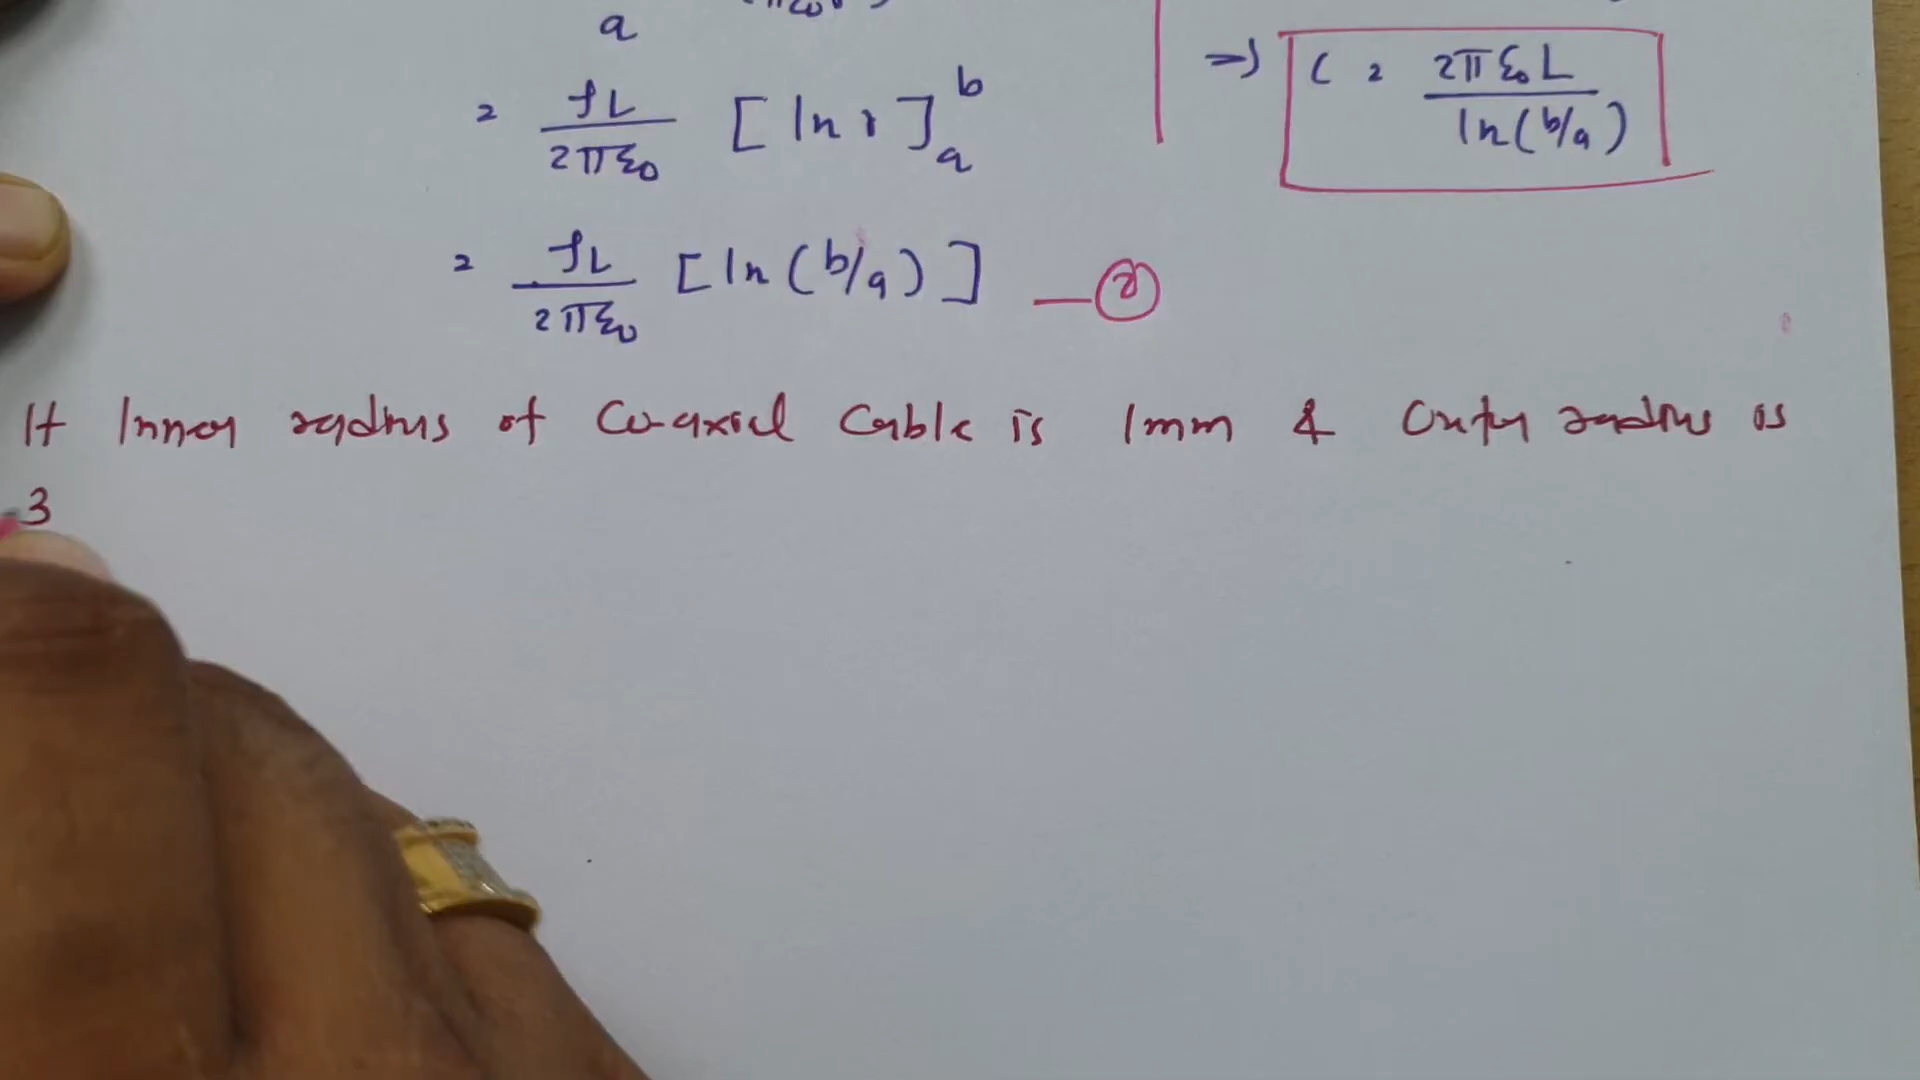 a
= ρL / 2πε0 [ln r]_a^b
⇒ C = 2πε0L / ln(b/a)
= ρL / 2πε0 [ln(b/a)] —②
If Inner radius of Co-axial Cable is 1mm & Outer radius is
3